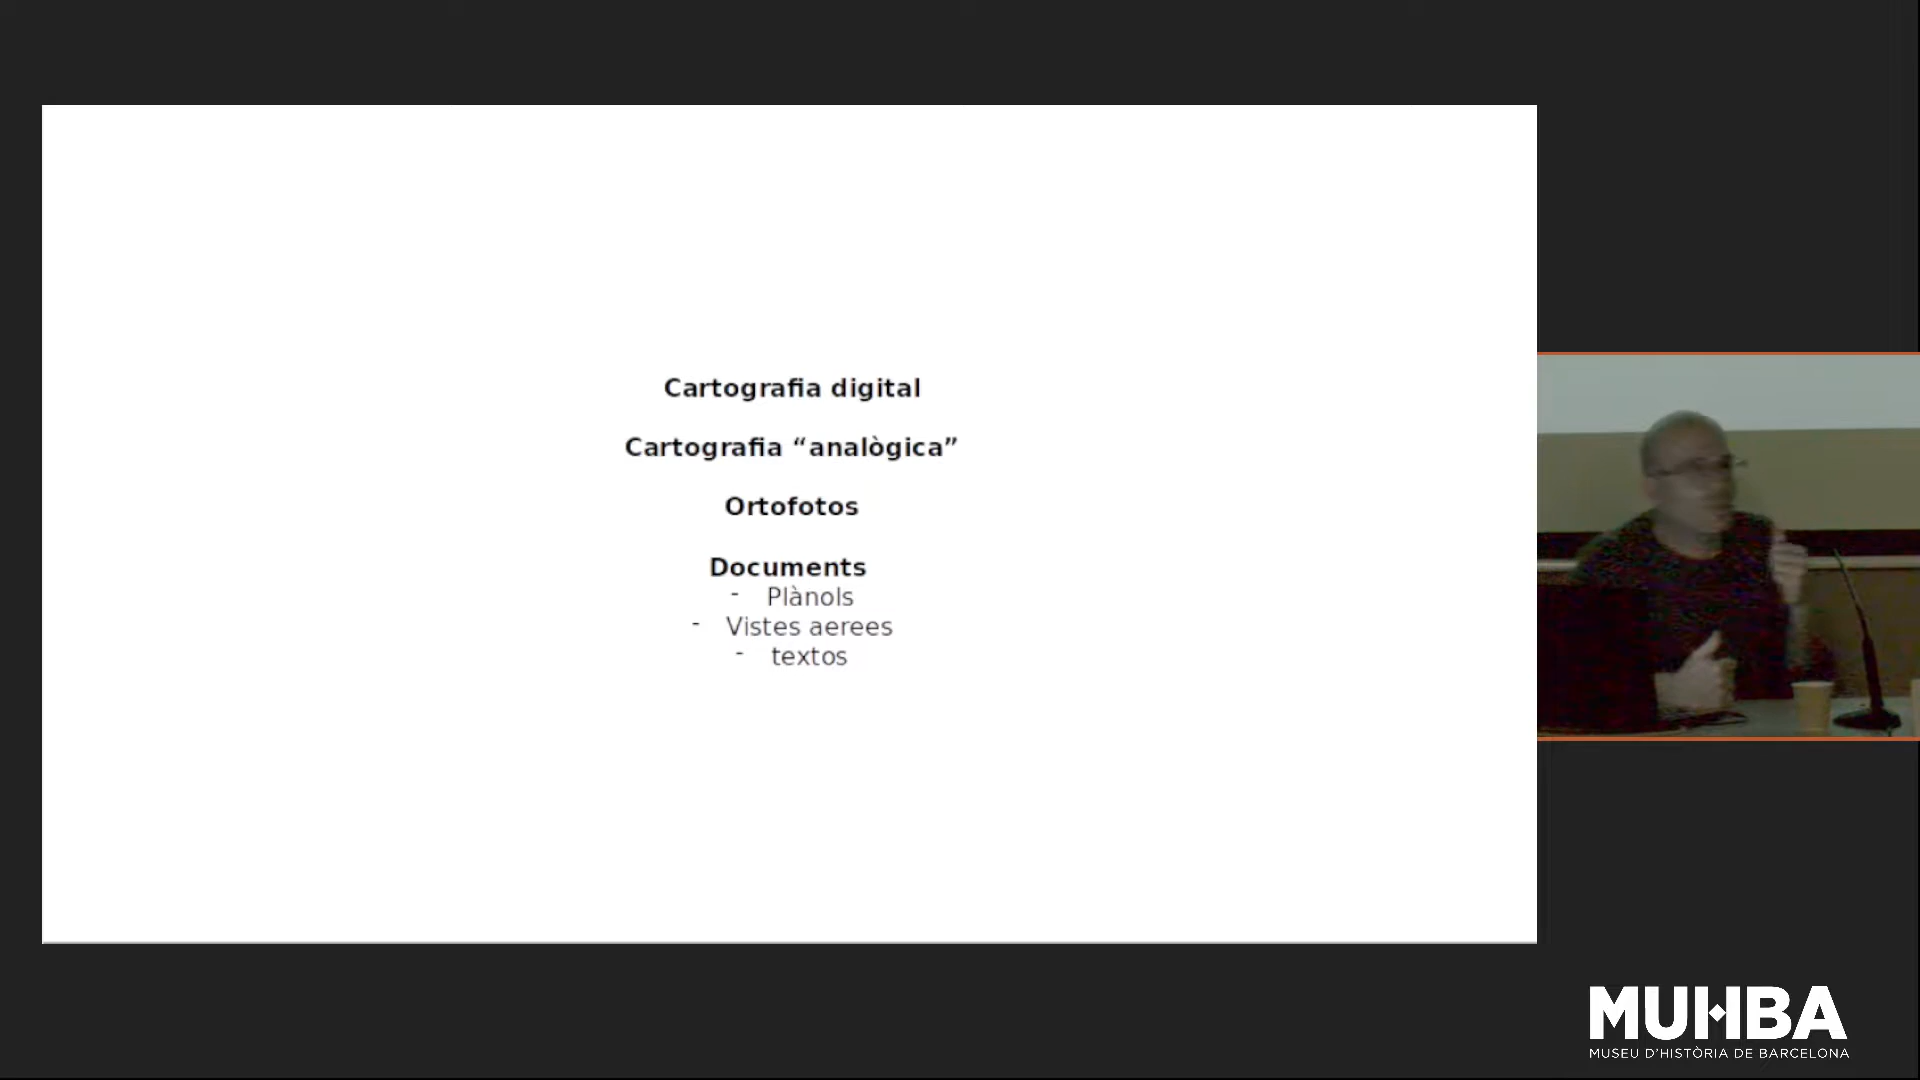 Cartografia digital
Cartografia “analògica”
Ortofotos
Documents
- Plànols
- Vistes aerees
- textos
MUHBA
MUSEU D'HISTÒRIA DE BARCELONA